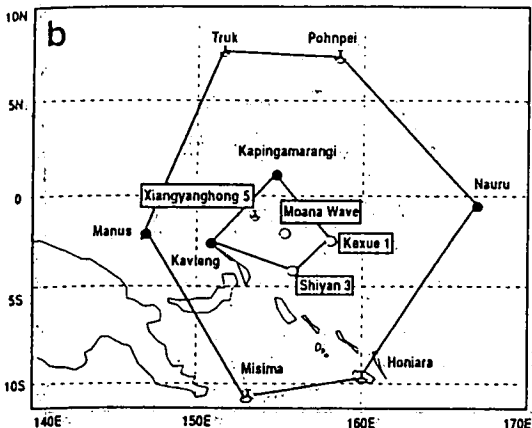 b
10N
5N
0
5S
10S
140E
150E
160E
170E
Truk
Pohnpei
Kapingamarangi
Xiangyanghong 5
Moana Wave
Nauru
Manus
Kexue 1
Kavieng
Shiyan 3
Misima
Honiara